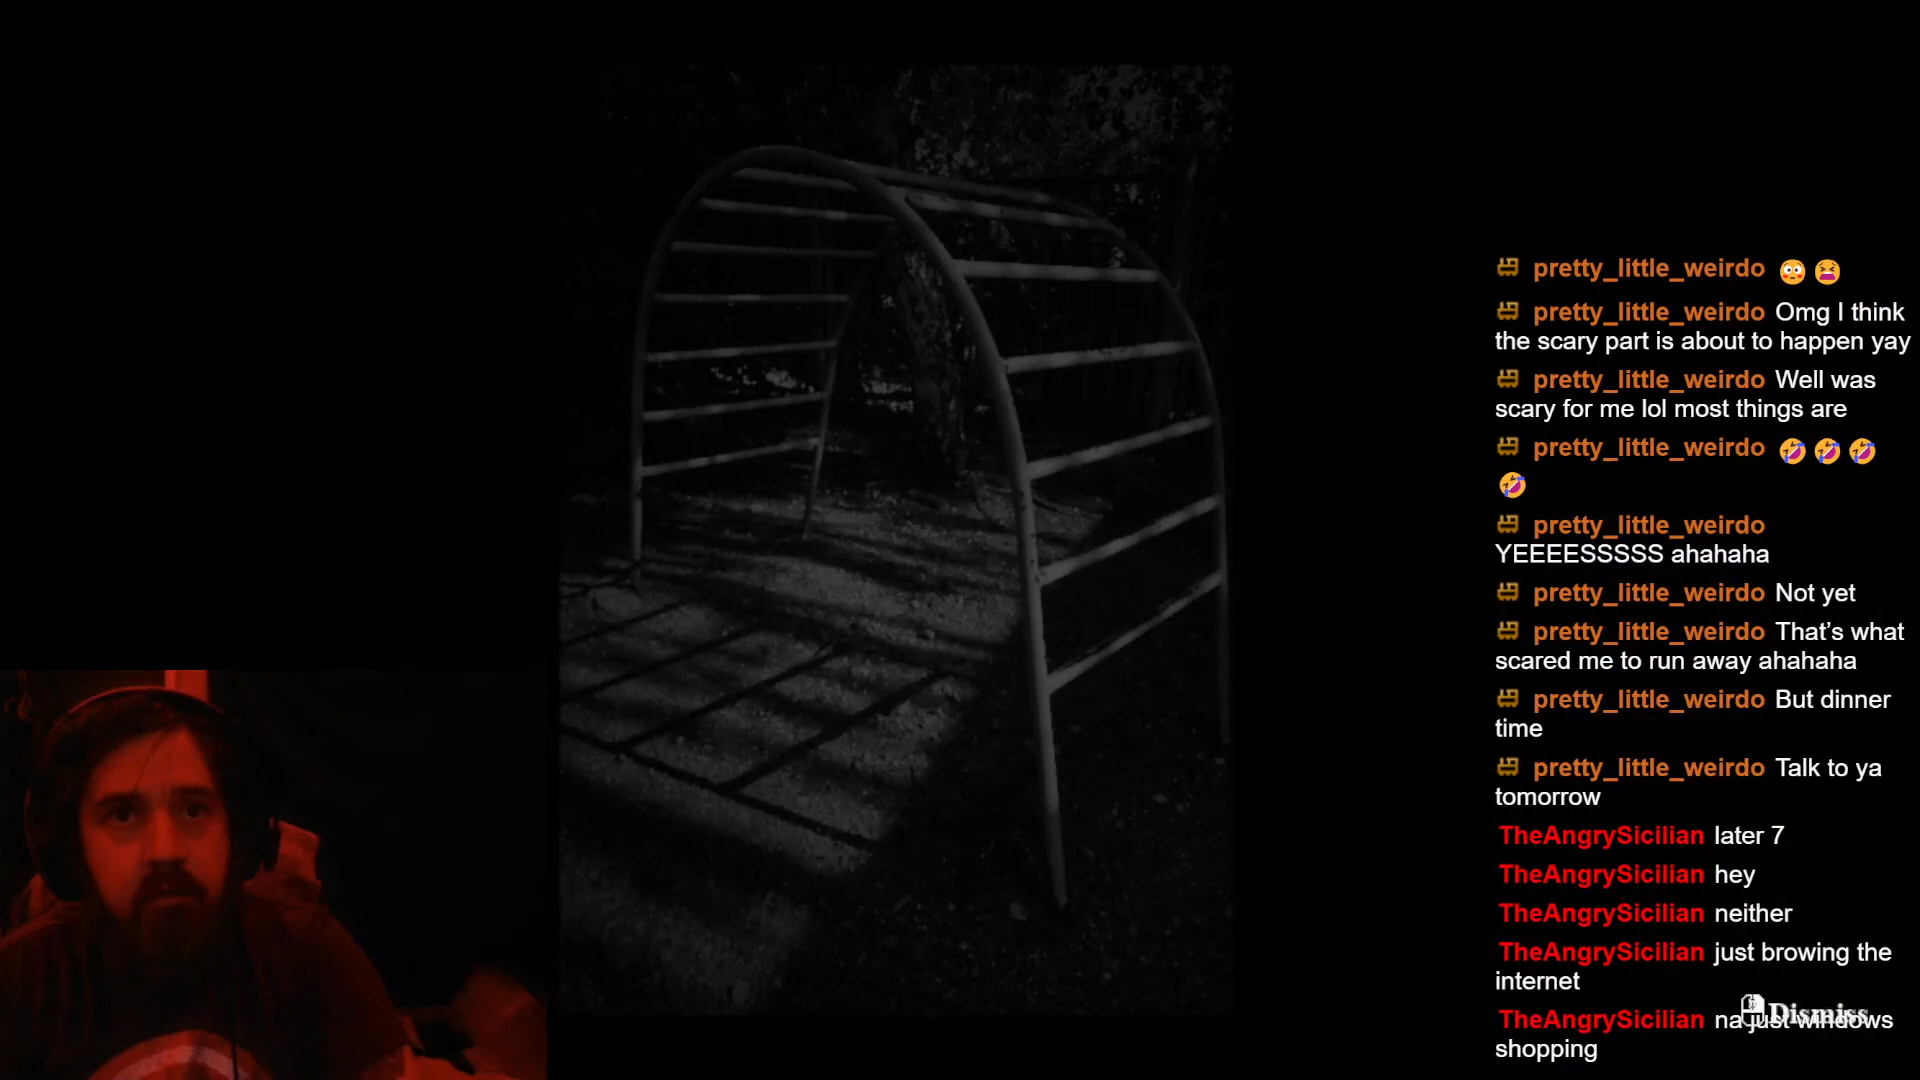 pretty_little_weirdo 😳 😫
pretty_little_weirdo Omg I think
the scary part is about to happen yay
pretty_little_weirdo Well was
scary for me lol most things are
pretty_little_weirdo 🤣 🤣 🤣
🤣
pretty_little_weirdo
YEEEESSSSS ahahaha
pretty_little_weirdo Not yet
pretty_little_weirdo That’s what
scared me to run away ahahaha
pretty_little_weirdo But dinner
time
pretty_little_weirdo Talk to ya
tomorrow
TheAngrySicilian later 7
TheAngrySicilian hey
TheAngrySicilian neither
TheAngrySicilian just browing the
internet
Dismiss
TheAngrySicilian na just windows
shopping